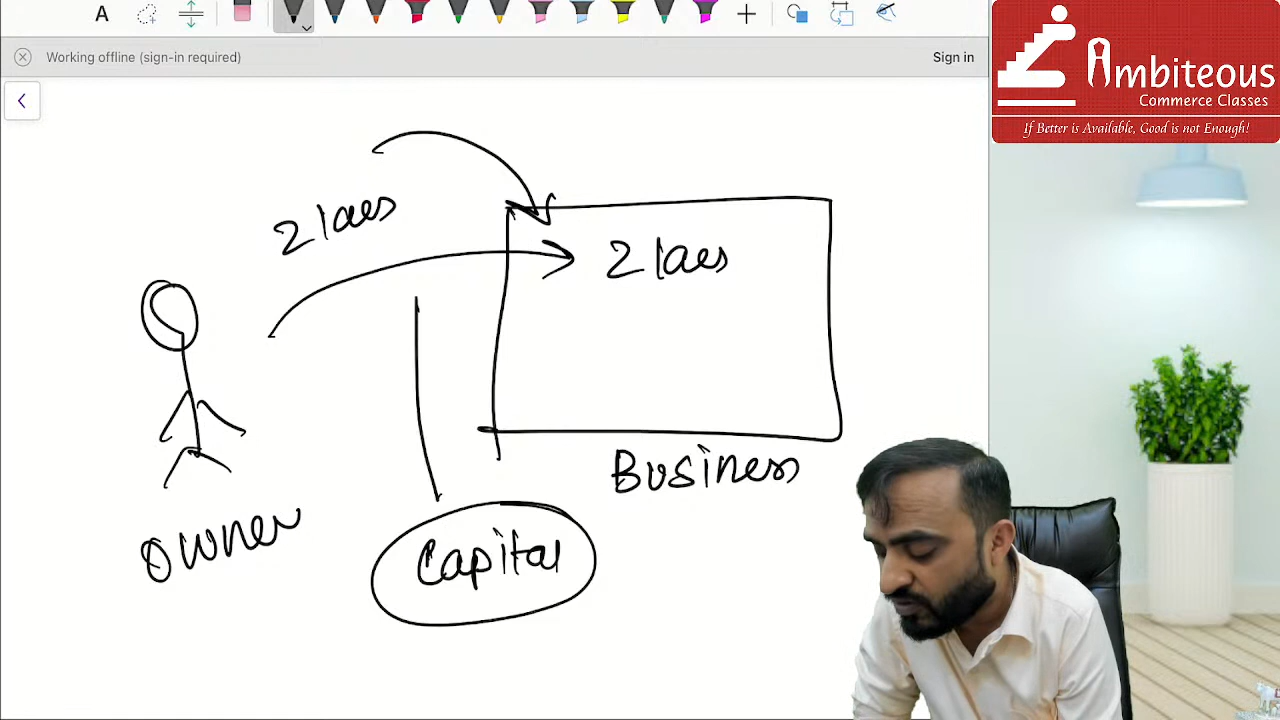 A
Working offline (sign-in required)
Sign in
Ambiteous
Commerce Classes
If Better is Available, Good is not Enough!
2 lacs
2 lacs
Business
Owner
Capital